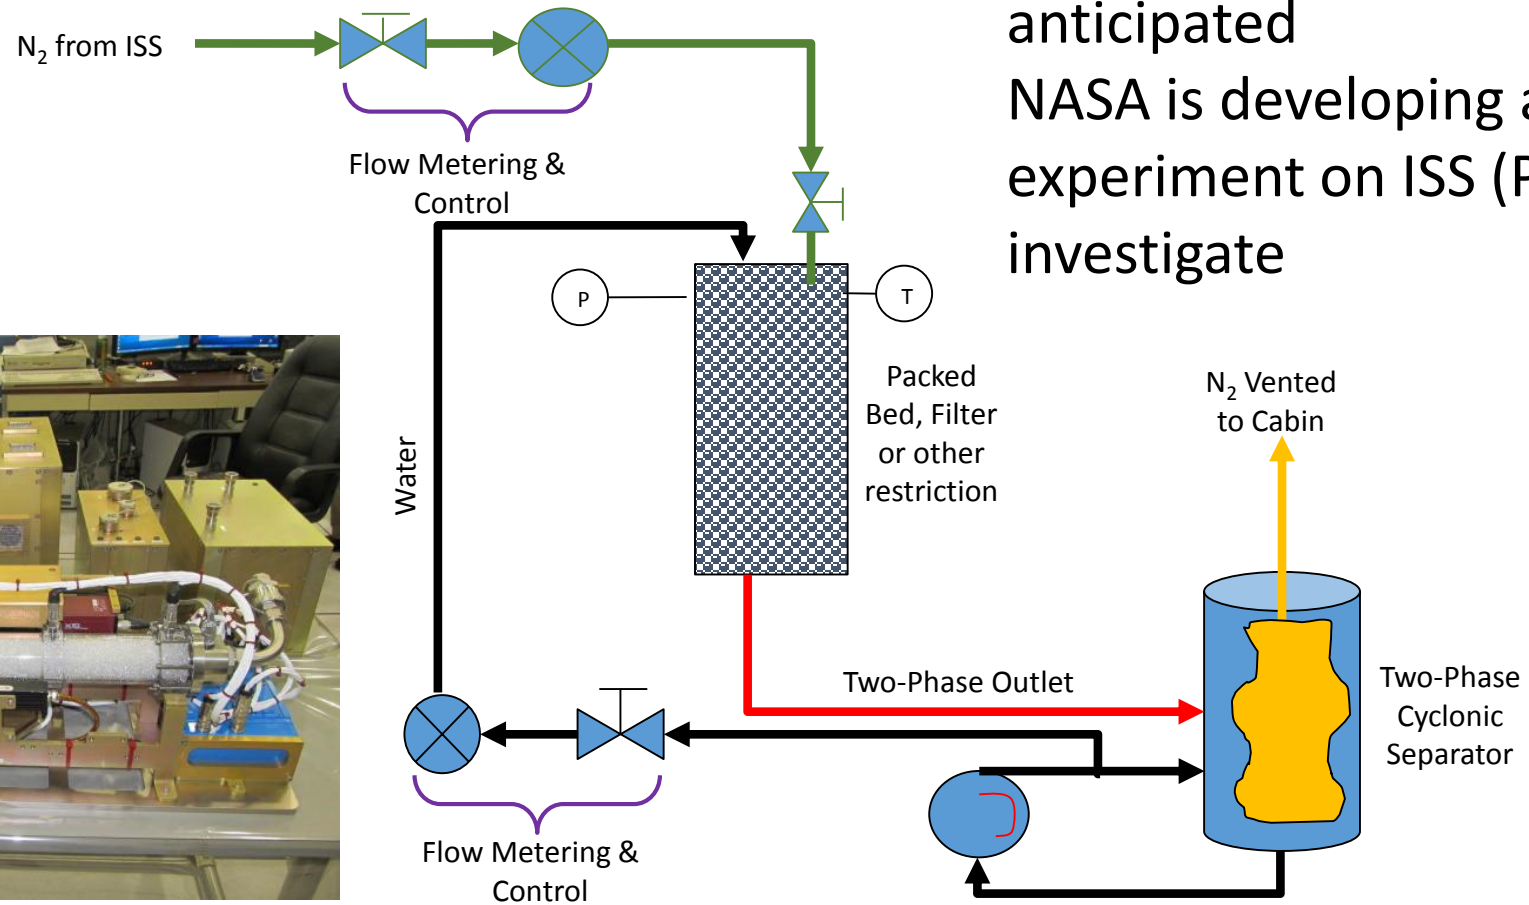 anticipated
NASA is developing a
experiment on ISS (P
investigate
N₂ from ISS
Flow Metering &
Control
P
T
Packed
Bed, Filter
or other
restriction
Water
N₂ Vented
to Cabin
Two-Phase Outlet
Two-Phase
Cyclonic
Separator
Flow Metering &
Control